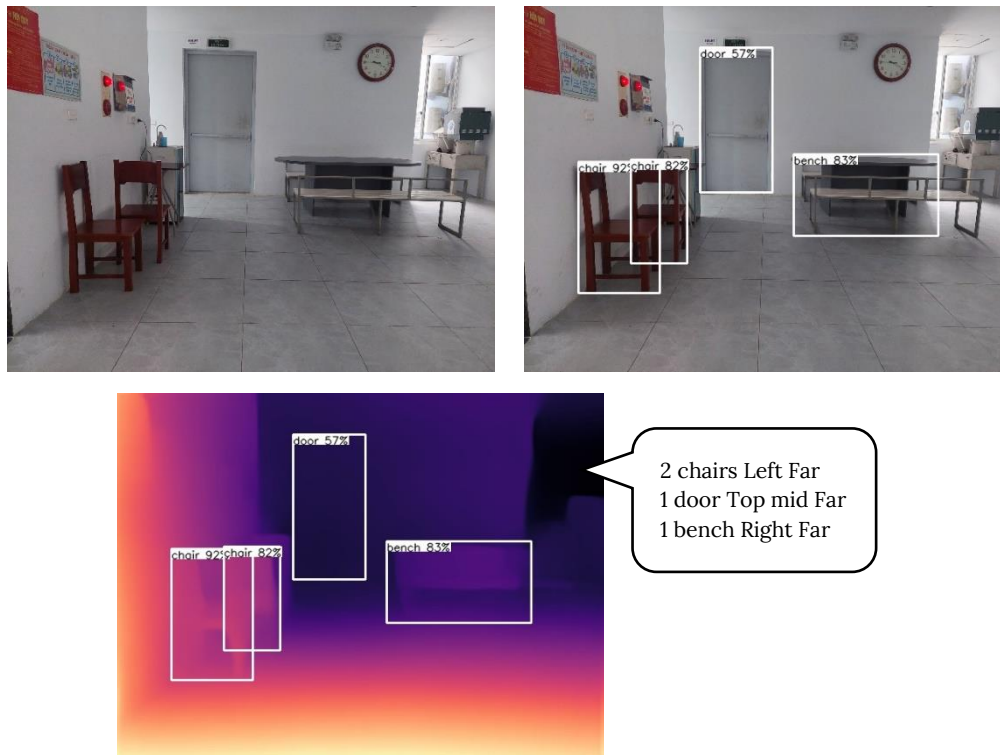 door 57%
chair 92%
chair 82%
bench 83%
door 57%
chair 92%
chair 82%
bench 83%
2 chairs Left Far
1 door Top mid Far
1 bench Right Far